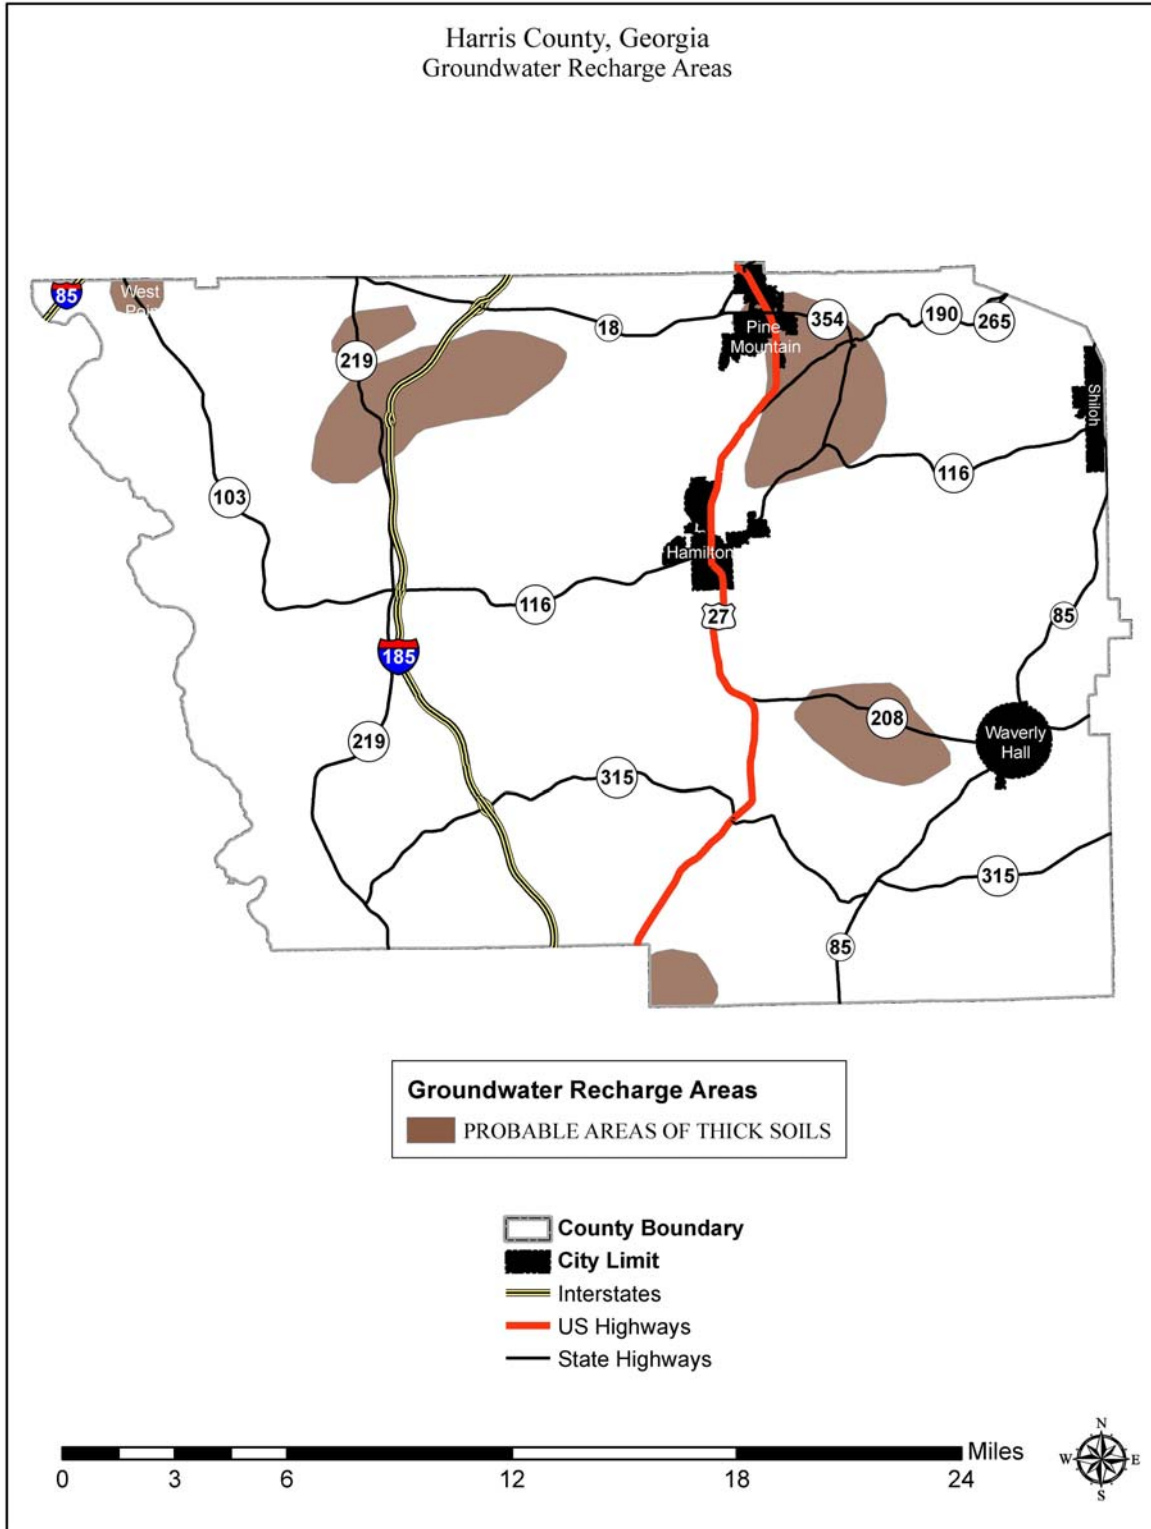 Harris County, Georgia
Groundwater Recharge Areas
85
West
Poin
219
18
Pine
Mountain
354
190
265
Shiloh
103
116
Hamilton
116
27
85
185
219
208
Waverly
Hall
315
315
85
Groundwater Recharge Areas
PROBABLE AREAS OF THICK SOILS
County Boundary
City Limit
Interstates
US Highways
State Highways
Miles
0 3 6 12 18 24
N
W E
S